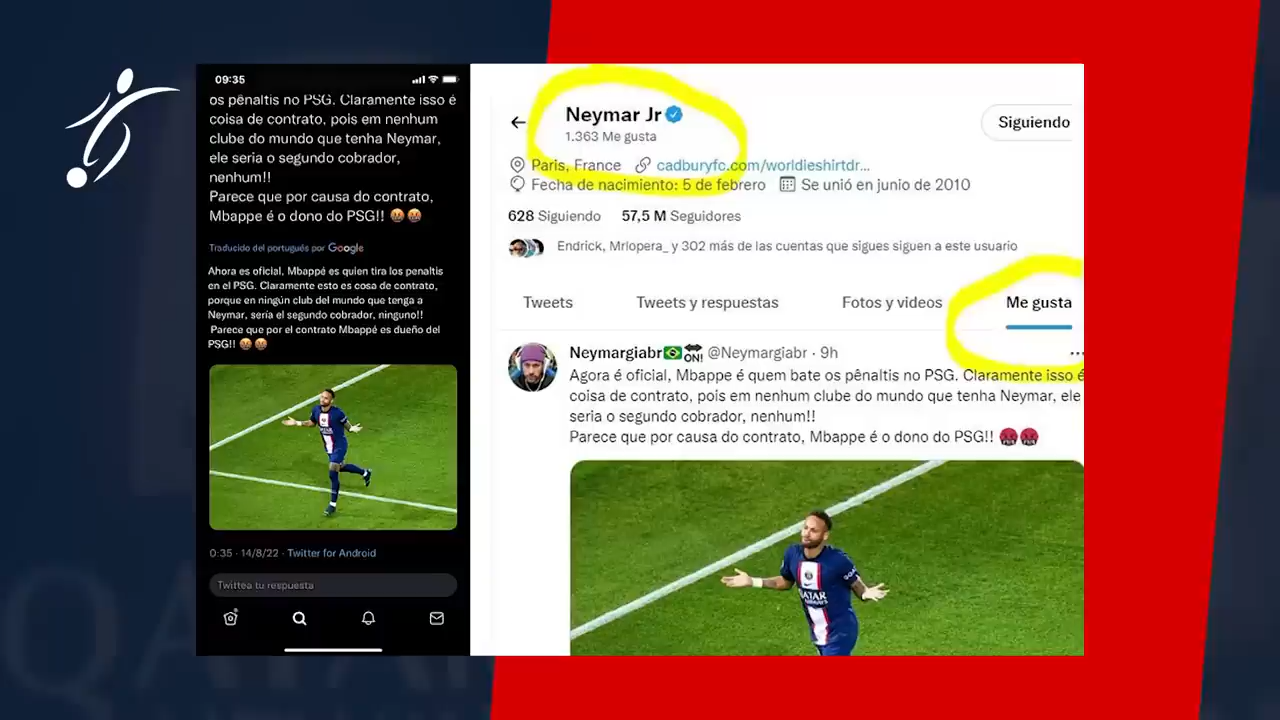 09:35
os pênaltis no PSG. Claramente isso é
coisa de contrato, pois em nenhum
clube do mundo que tenha Neymar,
ele seria o segundo cobrador,
nenhum!!
Parece que por causa do contrato,
Mbappe é o dono do PSG!! 🤬🤬
Traducido del portugués por Google
Ahora es oficial, Mbappé es quien tira los penaltis
en el PSG. Claramente esto es cosa de contrato,
porque en ningún club del mundo que tenga a
Neymar, sería el segundo cobrador, ninguno!!
Parece que por el contrato Mbappé es dueño del
PSG!! 🤬🤬
0:35 · 14/8/22 · Twitter for Android
Twittea tu respuesta
Neymar Jr
1.363 Me gusta
Siguiendo
Paris, France cadburyfc.com/worldieshirtdr...
Fecha de nacimiento: 5 de febrero Se unió en junio de 2010
628 Siguiendo 57,5 M Seguidores
Endrick, Mrlopera_ y 302 más de las cuentas que sigues siguen a este usuario
Tweets Tweets y respuestas Fotos y videos Me gusta
Neymargiabr🇧🇷🔛 @Neymargiabr · 9h
Agora é oficial, Mbappe é quem bate os pênaltis no PSG. Claramente isso é
coisa de contrato, pois em nenhum clube do mundo que tenha Neymar, ele
seria o segundo cobrador, nenhum!!
Parece que por causa do contrato, Mbappe é o dono do PSG!! 🤬🤬
QATAR
AIRWAYS